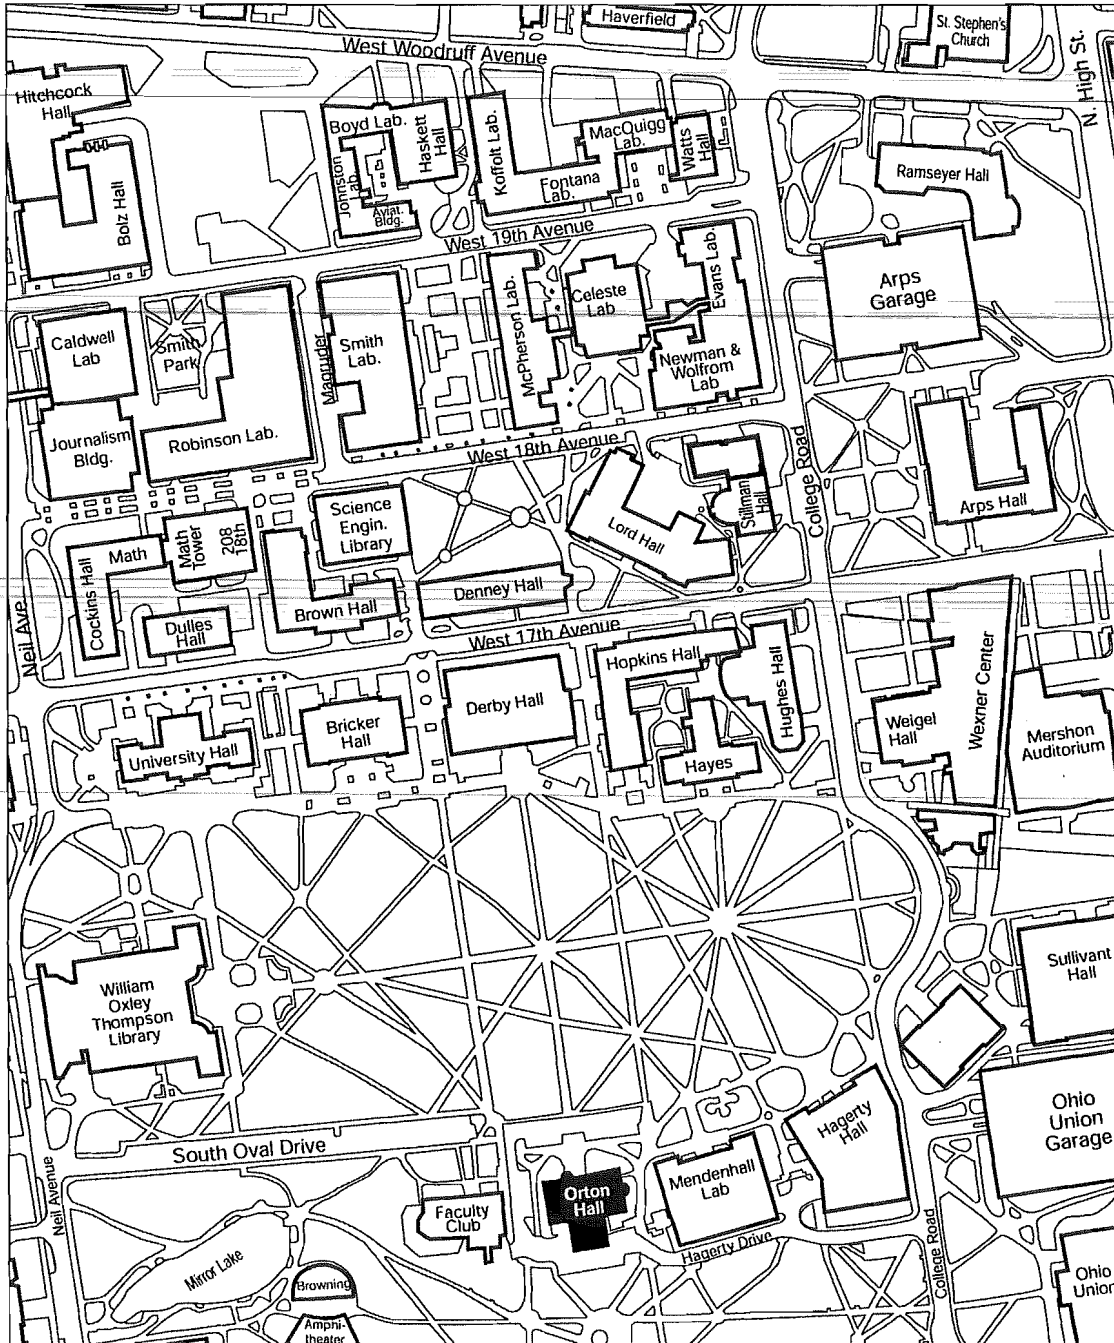 Haverfield
St. Stephen's
Church
West Woodruff Avenue
N. High St.
Hitchcock
Hall
Boyd Lab.
Haskett
Hall
Koffolt Lab.
MacQuigg
Lab.
Watts
Hall
Ramseyer Hall
Bolz Hall
Johnston
Lab.
Fontana
Lab.
Aviat.
Bldg.
West 19th Avenue
Evans Lab.
Arps
Garage
Caldwell
Lab
Smith
Park
Magruder
Smith
Lab.
McPherson Lab.
Celeste
Lab
Newman &
Wolfrom
Lab
Journalism
Bldg.
Robinson Lab.
West 18th Avenue
College Road
Science
Engin.
Library
Lord Hall
Stillman
Hall
Arps Hall
Math
Math
Tower
208
18th
Cockins Hall
Denney Hall
Dulles
Hall
Brown Hall
Neil Ave.
West 17th Avenue
Hopkins Hall
Hughes Hall
Wexner Center
Derby Hall
Bricker
Hall
University Hall
Hayes
Weigel
Hall
Mershon
Auditorium
William
Oxley
Thompson
Library
Sullivant
Hall
Ohio
Union
Garage
Hagerty
Hall
South Oval Drive
Neil Avenue
Mendenhall
Lab
Orton
Hall
Faculty
Club
Hagerty Drive
College Road
Mirror Lake
Browning
Amphi-
theater
Ohio
Union